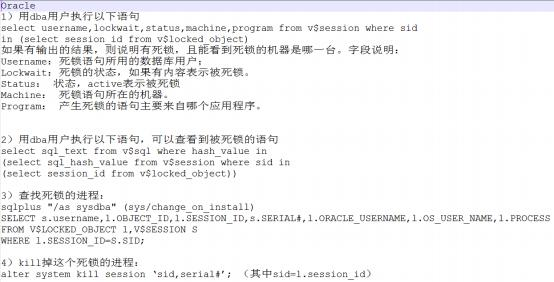 Oracle
1）用dba用户执行以下语句
select username,lockwait,status,machine,program from v$session where sid
in (select session_id from v$locked_object)
如果有输出的结果，则说明有死锁，且能看到死锁的机器是哪一台。字段说明：
Username：死锁语句所用的数据库用户；
Lockwait：死锁的状态，如果有内容表示被死锁。
Status： 状态，active表示被死锁
Machine： 死锁语句所在的机器。
Program： 产生死锁的语句主要来自哪个应用程序。
2）用dba用户执行以下语句，可以查看到被死锁的语句
select sql_text from v$sql where hash_value in
(select sql_hash_value from v$session where sid in
(select session_id from v$locked_object))
3）查找死锁的进程：
sqlplus "/as sysdba" (sys/change_on_install)
SELECT s.username,l.OBJECT_ID,l.SESSION_ID,s.SERIAL#,l.ORACLE_USERNAME,l.OS_USER_NAME,l.PROCESS
FROM V$LOCKED_OBJECT l,V$SESSION S
WHERE l.SESSION_ID=S.SID;
4）kill掉这个死锁的进程：
alter system kill session ‘sid,serial#’; （其中sid=l.session_id）